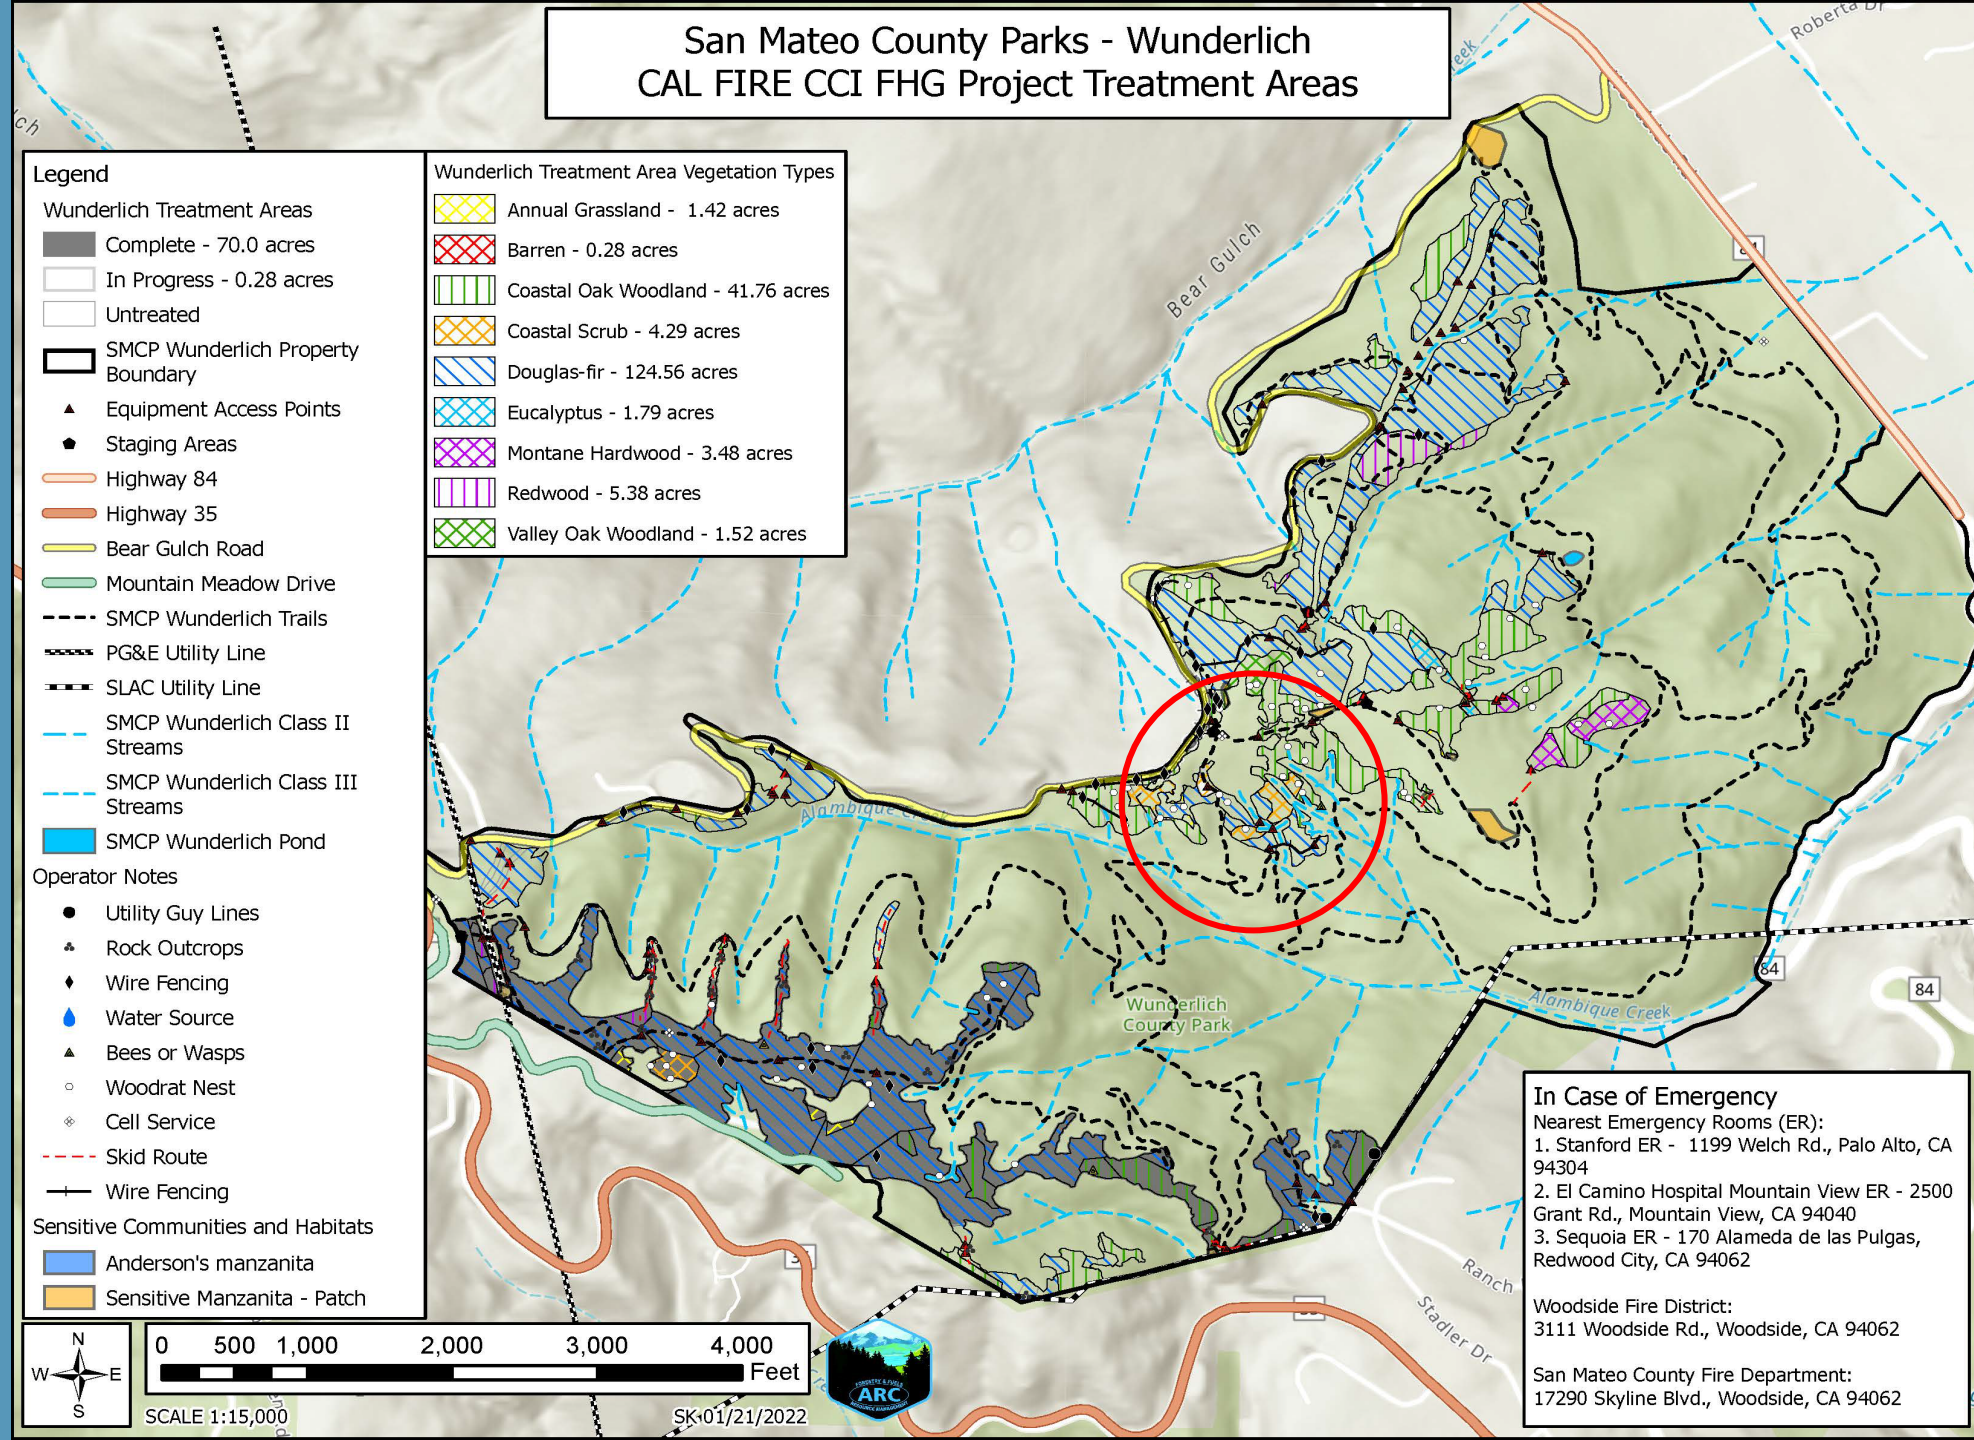 San Mateo County Parks - Wunderlich
CAL FIRE CCI FHG Project Treatment Areas
Legend
Wunderlich Treatment Areas
Complete - 70.0 acres
In Progress - 0.28 acres
Untreated
SMCP Wunderlich Property
Boundary
Equipment Access Points
Staging Areas
Highway 84
Highway 35
Bear Gulch Road
Mountain Meadow Drive
SMCP Wunderlich Trails
PG&E Utility Line
SLAC Utility Line
SMCP Wunderlich Class II
Streams
SMCP Wunderlich Class III
Streams
SMCP Wunderlich Pond
Operator Notes
Utility Guy Lines
Rock Outcrops
Wire Fencing
Water Source
Bees or Wasps
Woodrat Nest
Cell Service
Skid Route
Wire Fencing
Sensitive Communities and Habitats
Anderson's manzanita
Sensitive Manzanita - Patch
Wunderlich Treatment Area Vegetation Types
Annual Grassland - 1.42 acres
Barren - 0.28 acres
Coastal Oak Woodland - 41.76 acres
Coastal Scrub - 4.29 acres
Douglas-fir - 124.56 acres
Eucalyptus - 1.79 acres
Montane Hardwood - 3.48 acres
Redwood - 5.38 acres
Valley Oak Woodland - 1.52 acres
Roberta Dr
Bear Gulch
84
Alambique Creek
Wunderlich
County Park
84
84
Alambique Creek
Ranch
Stadler Dr
In Case of Emergency
Nearest Emergency Rooms (ER):
1. Stanford ER - 1199 Welch Rd., Palo Alto, CA
94304
2. El Camino Hospital Mountain View ER - 2500
Grant Rd., Mountain View, CA 94040
3. Sequoia ER - 170 Alameda de las Pulgas,
Redwood City, CA 94062
Woodside Fire District:
3111 Woodside Rd., Woodside, CA 94062
San Mateo County Fire Department:
17290 Skyline Blvd., Woodside, CA 94062
N
W E
S
0 500 1,000 2,000 3,000 4,000
Feet
SCALE 1:15,000
SK 01/21/2022
FORESTRY & FUELS
ARC
RESOURCE MANAGEMENT